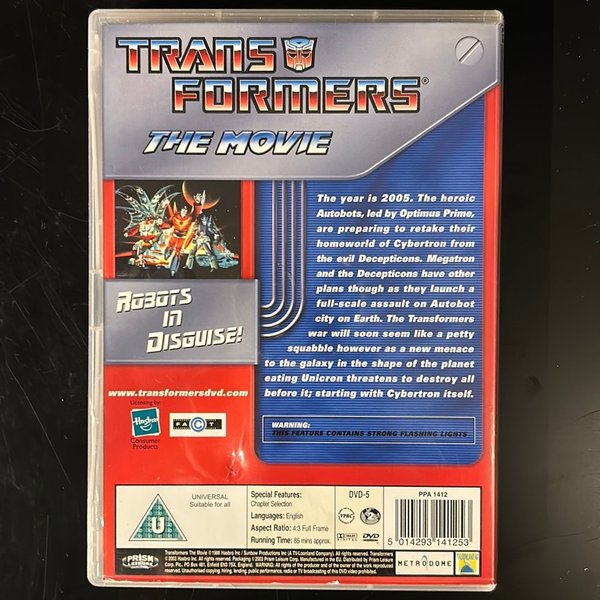 TRANS
FORMERS®
THE MOVIE
The year is 2005. The heroic
Autobots, led by Optimus Prime,
are preparing to retake their
homeworld of Cybertron from
the evil Decepticons. Megatron
and the Decepticons have other
plans though as they launch a
full-scale assault on Autobot
city on Earth. The Transformers
war will soon seem like a petty
squabble however as a new menace
to the galaxy in the shape of the planet
eating Unicron threatens to destroy all
before it; starting with Cybertron itself.
ROBOTS
IN
DISGUISE!
www.transformersdvd.com
Licensing by:
Hasbro
Consumer
Products
FACT
WARNING:
THIS FEATURE CONTAINS STRONG FLASHING LIGHTS
U
UNIVERSAL
Suitable for all
Special Features:
Chapter Selection
Languages: English
Aspect Ratio: 4:3 Full Frame
Running Time: 85 mins approx.
DVD-5
DVD
PPA 1412
5 014293 141253
PRISM
LEISURE
Transformers The Movie
METRODOME